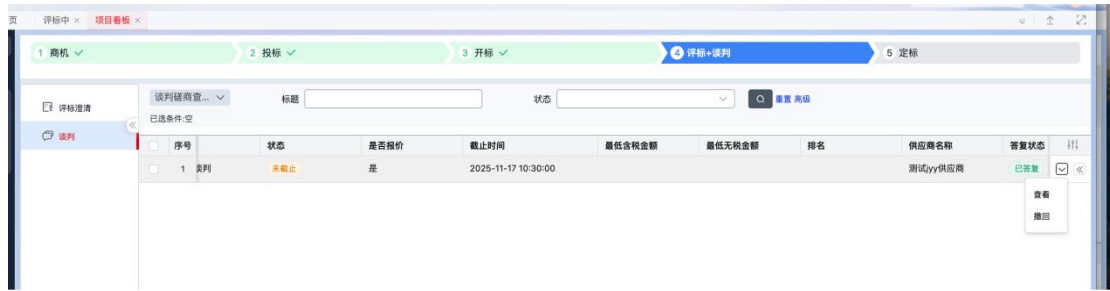 页 评标中 × 项目看板 ×
1 商机 2 投标 3 开标 4 评标+谈判 5 定标
评标澄清
谈判
谈判磋商查... 标题 状态 重置 高级
已选条件:空
序号 状态 是否报价 截止时间 最低含税金额 最低无税金额 排名 供应商名称 答复状态
1 谈判 未截止 是 2025-11-17 10:30:00 测试jyy供应商 已答复
查看
撤回